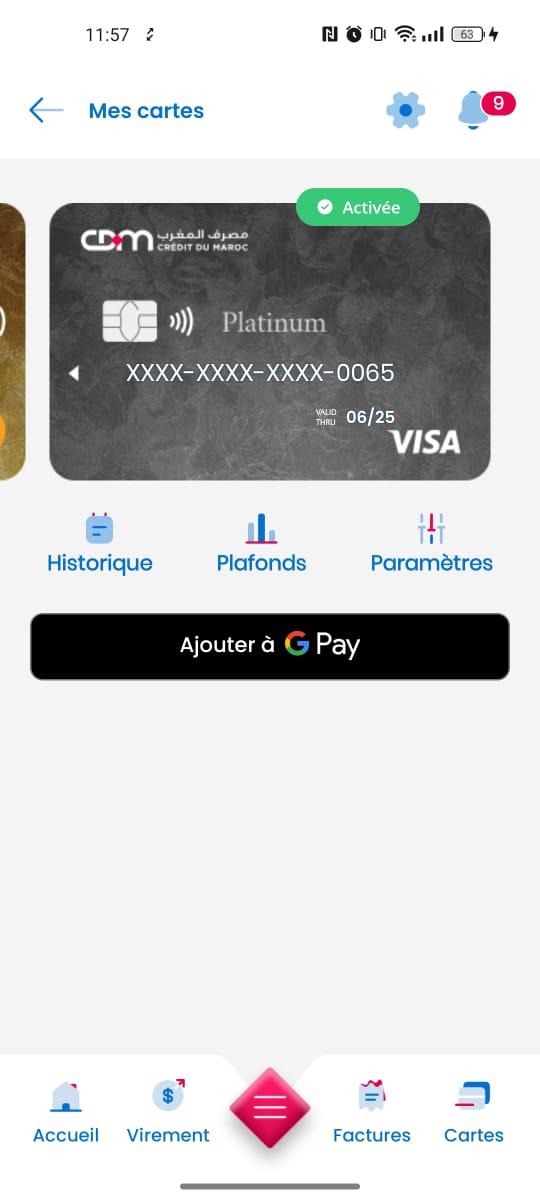 11:57
63
Mes cartes
9
Activée
CDM مصرف المغرب
CRÉDIT DU MAROC
Platinum
XXXX-XXXX-XXXX-0065
VALID
THRU 06/25
VISA
Historique Plafonds Paramètres
Ajouter à G Pay
Accueil Virement Factures Cartes